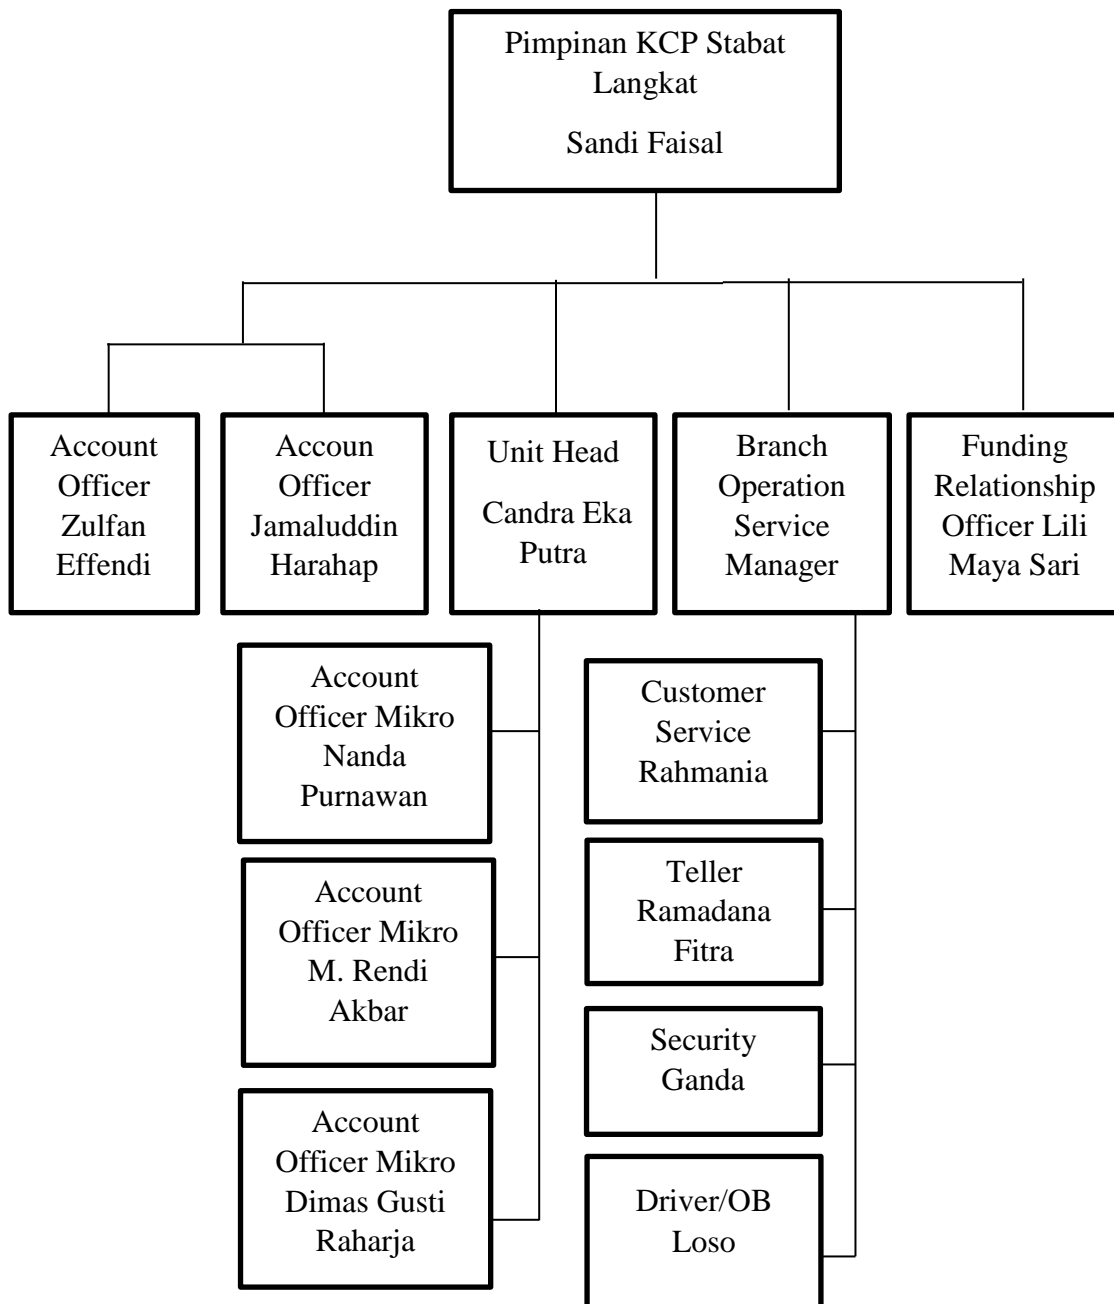 Pimpinan KCP Stabat
Langkat
Sandi Faisal
Account
Officer
Zulfan
Effendi
Accoun
Officer
Jamaluddin
Harahap
Unit Head
Candra Eka
Putra
Branch
Operation
Service
Manager
Funding
Relationship
Officer Lili
Maya Sari
Account
Officer Mikro
Nanda
Purnawan
Account
Officer Mikro
M. Rendi
Akbar
Account
Officer Mikro
Dimas Gusti
Raharja
Customer
Service
Rahmania
Teller
Ramadana
Fitra
Security
Ganda
Driver/OB
Loso